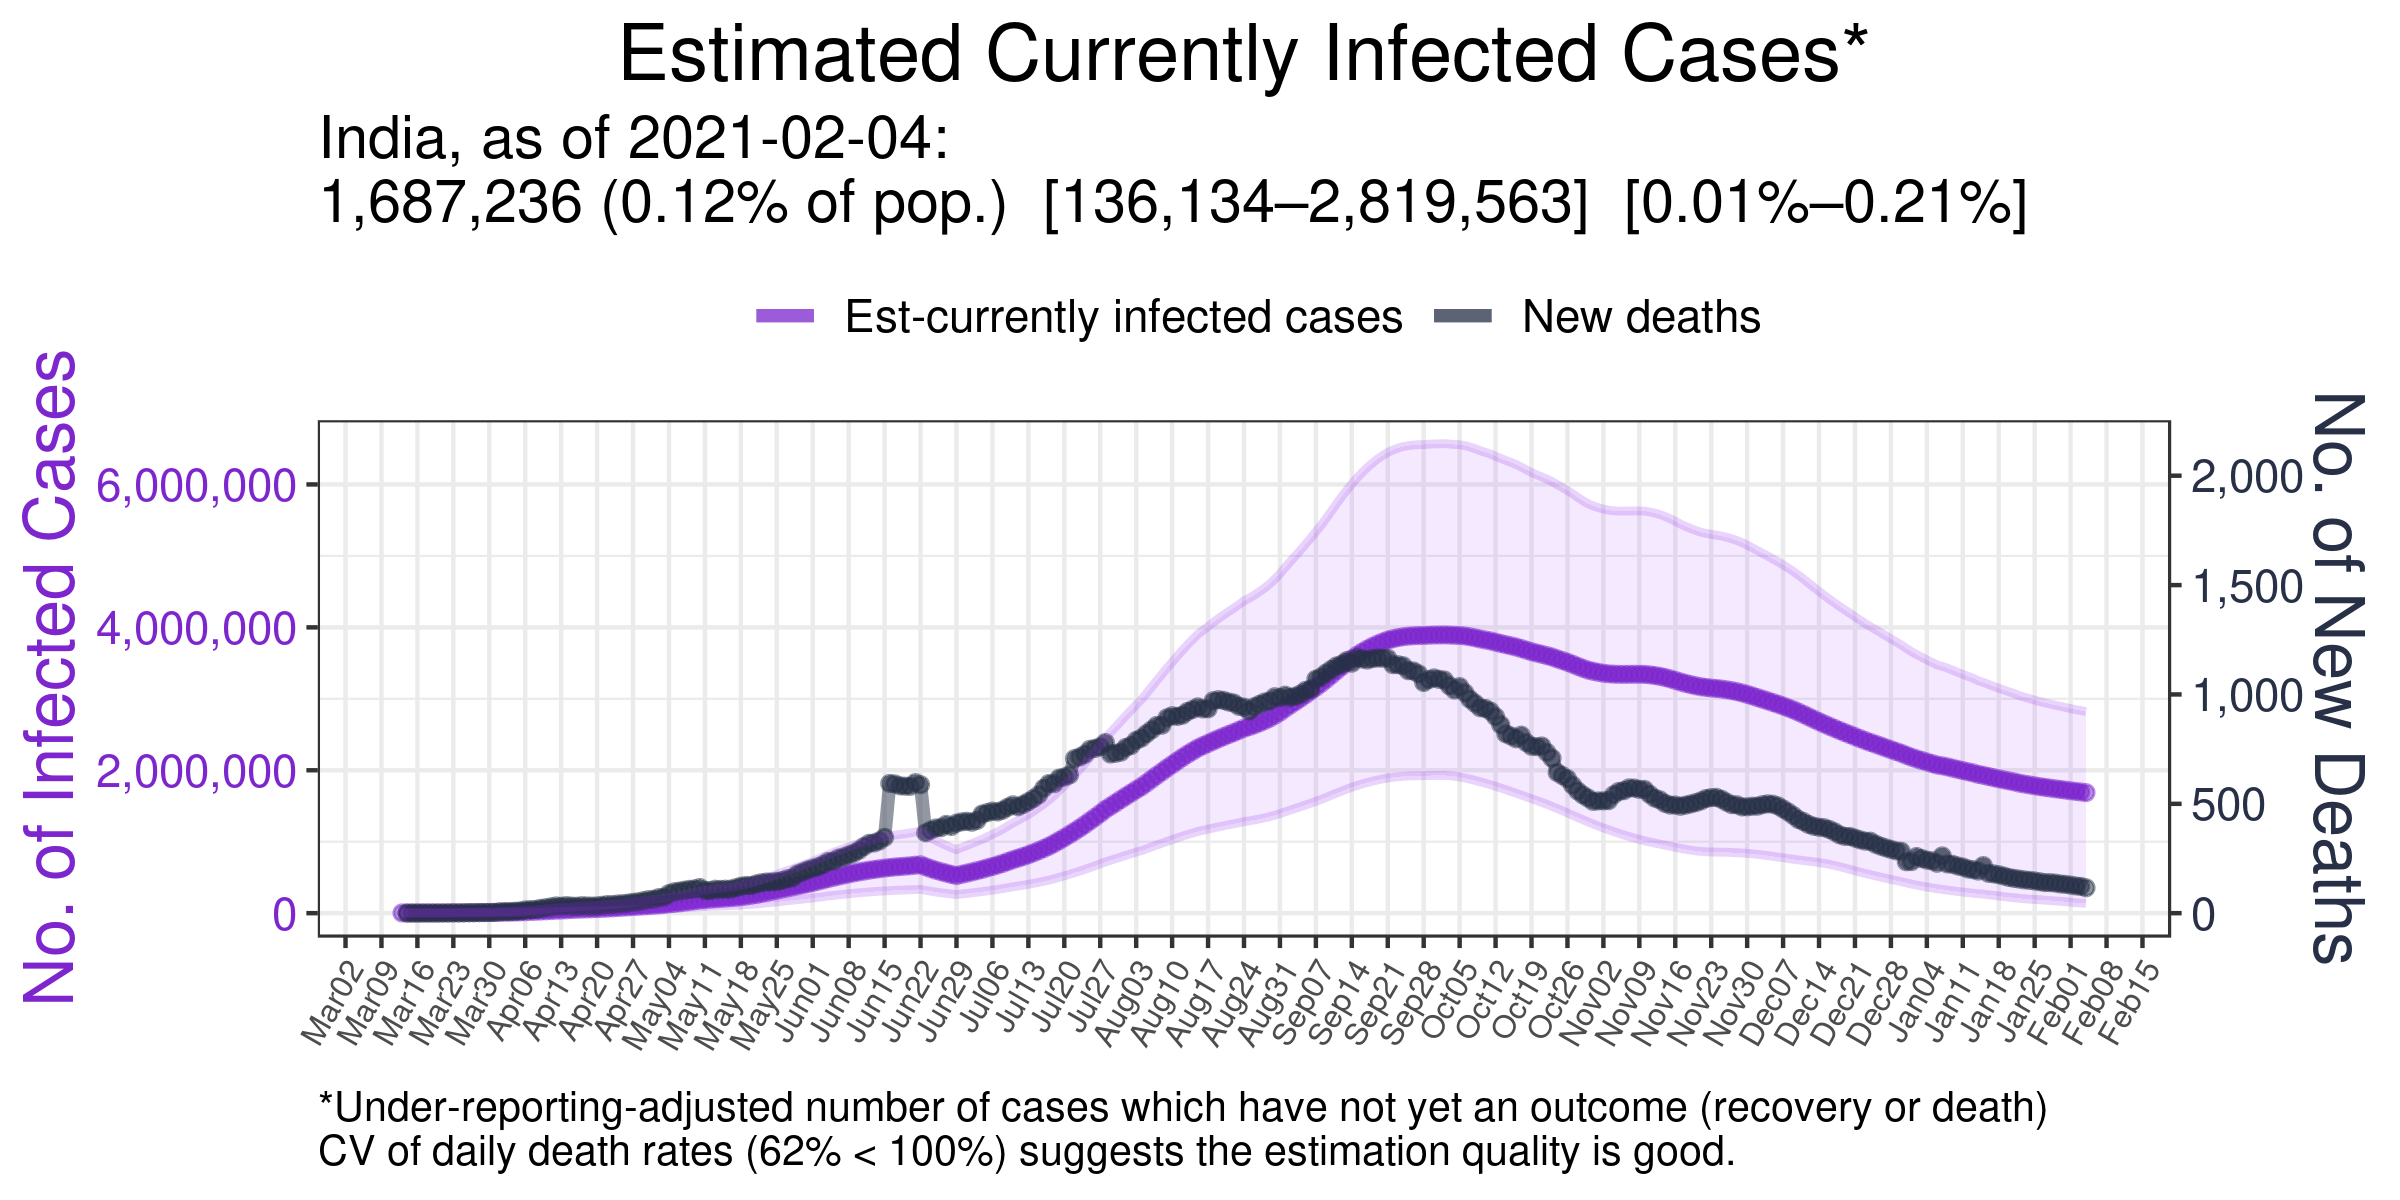 Estimated Currently Infected Cases*
India, as of 2021-02-04:
1,687,236 (0.12% of pop.) [136,134–2,819,563] [0.01%–0.21%]
Est-currently infected cases
New deaths
No. of Infected Cases
6,000,000
4,000,000
2,000,000
0
2,000
1,500
1,000
500
0
No. of New Deaths
Mar02
Mar09
Mar16
Mar23
Mar30
Apr06
Apr13
Apr20
Apr27
May04
May11
May18
May25
Jun01
Jun08
Jun15
Jun22
Jun29
Jul06
Jul13
Jul20
Jul27
Aug03
Aug10
Aug17
Aug24
Aug31
Sep07
Sep14
Sep21
Sep28
Oct05
Oct12
Oct19
Oct26
Nov02
Nov09
Nov16
Nov23
Nov30
Dec07
Dec14
Dec21
Dec28
Jan04
Jan11
Jan18
Jan25
Feb01
Feb08
Feb15
*Under-reporting-adjusted number of cases which have not yet an outcome (recovery or death)
CV of daily death rates (62% < 100%) suggests the estimation quality is good.